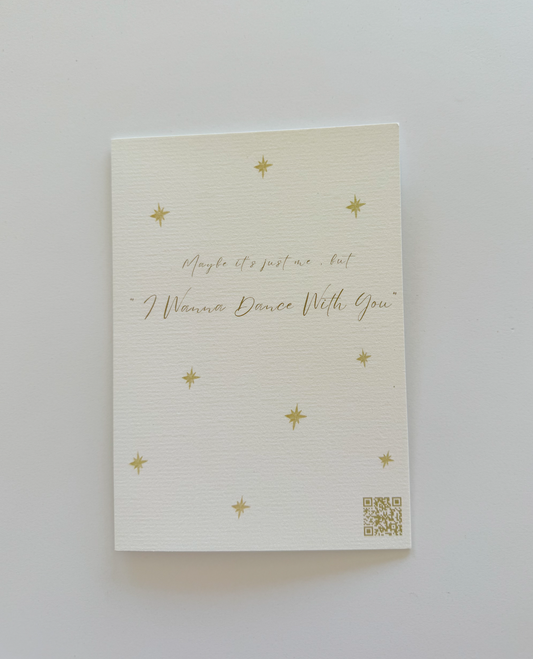 Maybe it's just me, but
"I Wanna Dance With You"